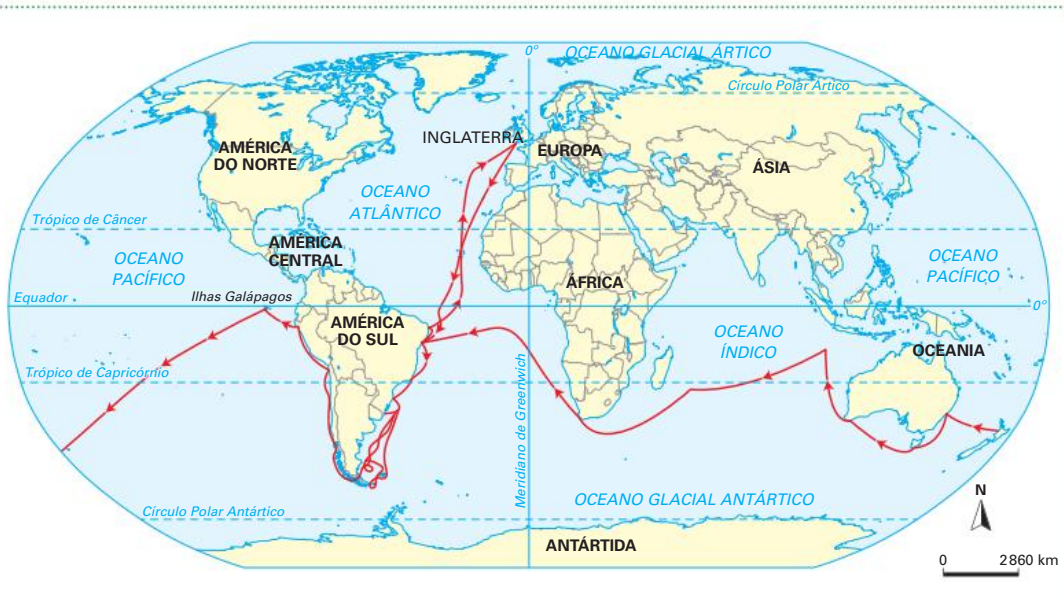 0°
OCEANO GLACIAL ÁRTICO
Círculo Polar Ártico
INGLATERRA
AMÉRICA
DO NORTE
EUROPA
ÁSIA
OCEANO
ATLÂNTICO
Trópico de Câncer
AMÉRICA
CENTRAL
OCEANO
PACÍFICO
OCEANO
PACÍFICO
ÁFRICA
Equador
Ilhas Galápagos
0°
AMÉRICA
DO SUL
OCEANO
ÍNDICO
OCEANIA
Trópico de Capricórnio
Meridiano de Greenwich
OCEANO GLACIAL ANTÁRTICO
Círculo Polar Antártico
N
ANTÁRTIDA
0 2860 km